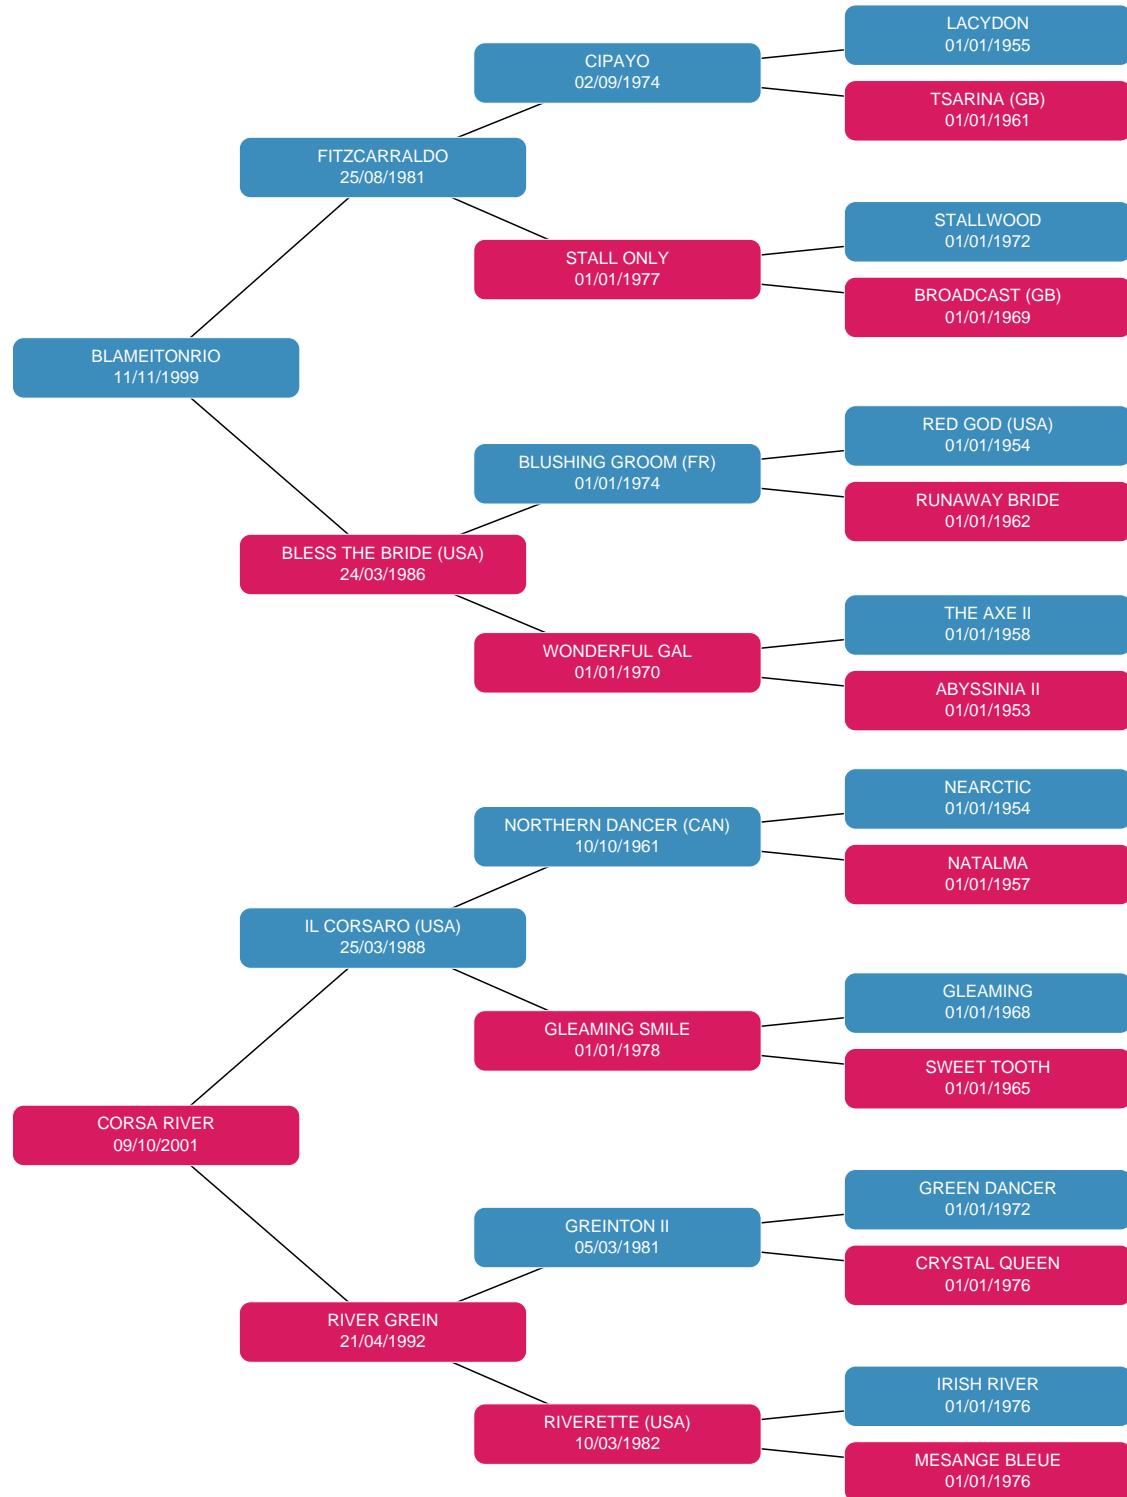 LACYDON
01/01/1955
CIPAYO
02/09/1974
TSARINA (GB)
01/01/1961
FITZCARRALDO
25/08/1981
STALLWOOD
01/01/1972
STALL ONLY
01/01/1977
BROADCAST (GB)
01/01/1969
BLAMEITONRIO
11/11/1999
RED GOD (USA)
01/01/1954
BLUSHING GROOM (FR)
01/01/1974
RUNAWAY BRIDE
01/01/1962
BLESS THE BRIDE (USA)
24/03/1986
THE AXE II
01/01/1958
WONDERFUL GAL
01/01/1970
ABYSSINIA II
01/01/1953
NEARCTIC
01/01/1954
NORTHERN DANCER (CAN)
10/10/1961
NATALMA
01/01/1957
IL CORSARO (USA)
25/03/1988
GLEAMING
01/01/1968
GLEAMING SMILE
01/01/1978
SWEET TOOTH
01/01/1965
CORSA RIVER
09/10/2001
GREEN DANCER
01/01/1972
GREINTON II
05/03/1981
CRYSTAL QUEEN
01/01/1976
RIVER GREIN
21/04/1992
IRISH RIVER
01/01/1976
RIVERETTE (USA)
10/03/1982
MESANGE BLEUE
01/01/1976